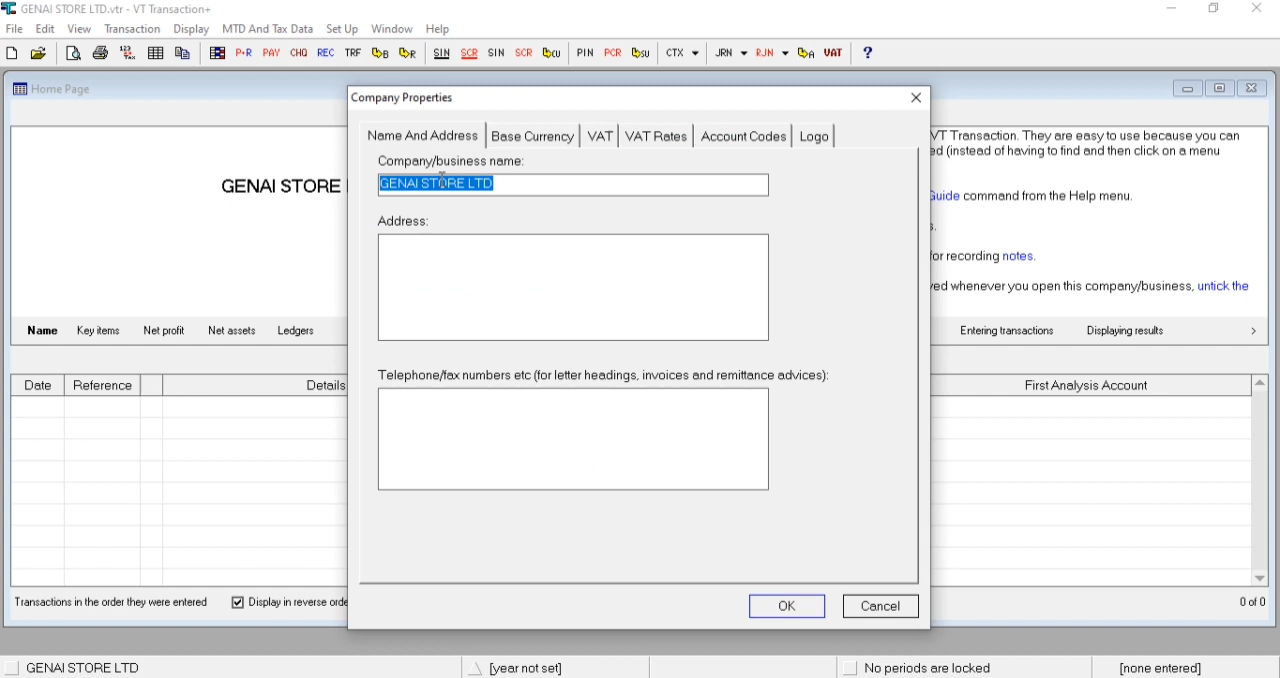 GENAI STORE LTD.vtr - VT Transaction+
File Edit View Transaction Display MTD And Tax Data Set Up Window Help
P+R PAY CHQ REC TRF B R SIN SCR SIN SCR CU PIN PCR SU CTX JRN RJN A VAT ?
Home Page
Company Properties
Name And Address Base Currency VAT VAT Rates Account Codes Logo
Company/business name:
GENAI STORE LTD
Address:
Telephone/fax numbers etc (for letter headings, invoices and remittance advices):
OK Cancel
GENAI STORE
VT Transaction. They are easy to use because you can
ed (instead of having to find and then click on a menu
Guide command from the Help menu.
s.
for recording notes.
ved whenever you open this company/business, untick the
Name Key items Net profit Net assets Ledgers Entering transactions Displaying results >
Date Reference Details First Analysis Account
Transactions in the order they were entered Display in reverse orde 0 of 0
GENAI STORE LTD [year not set] No periods are locked [none entered]